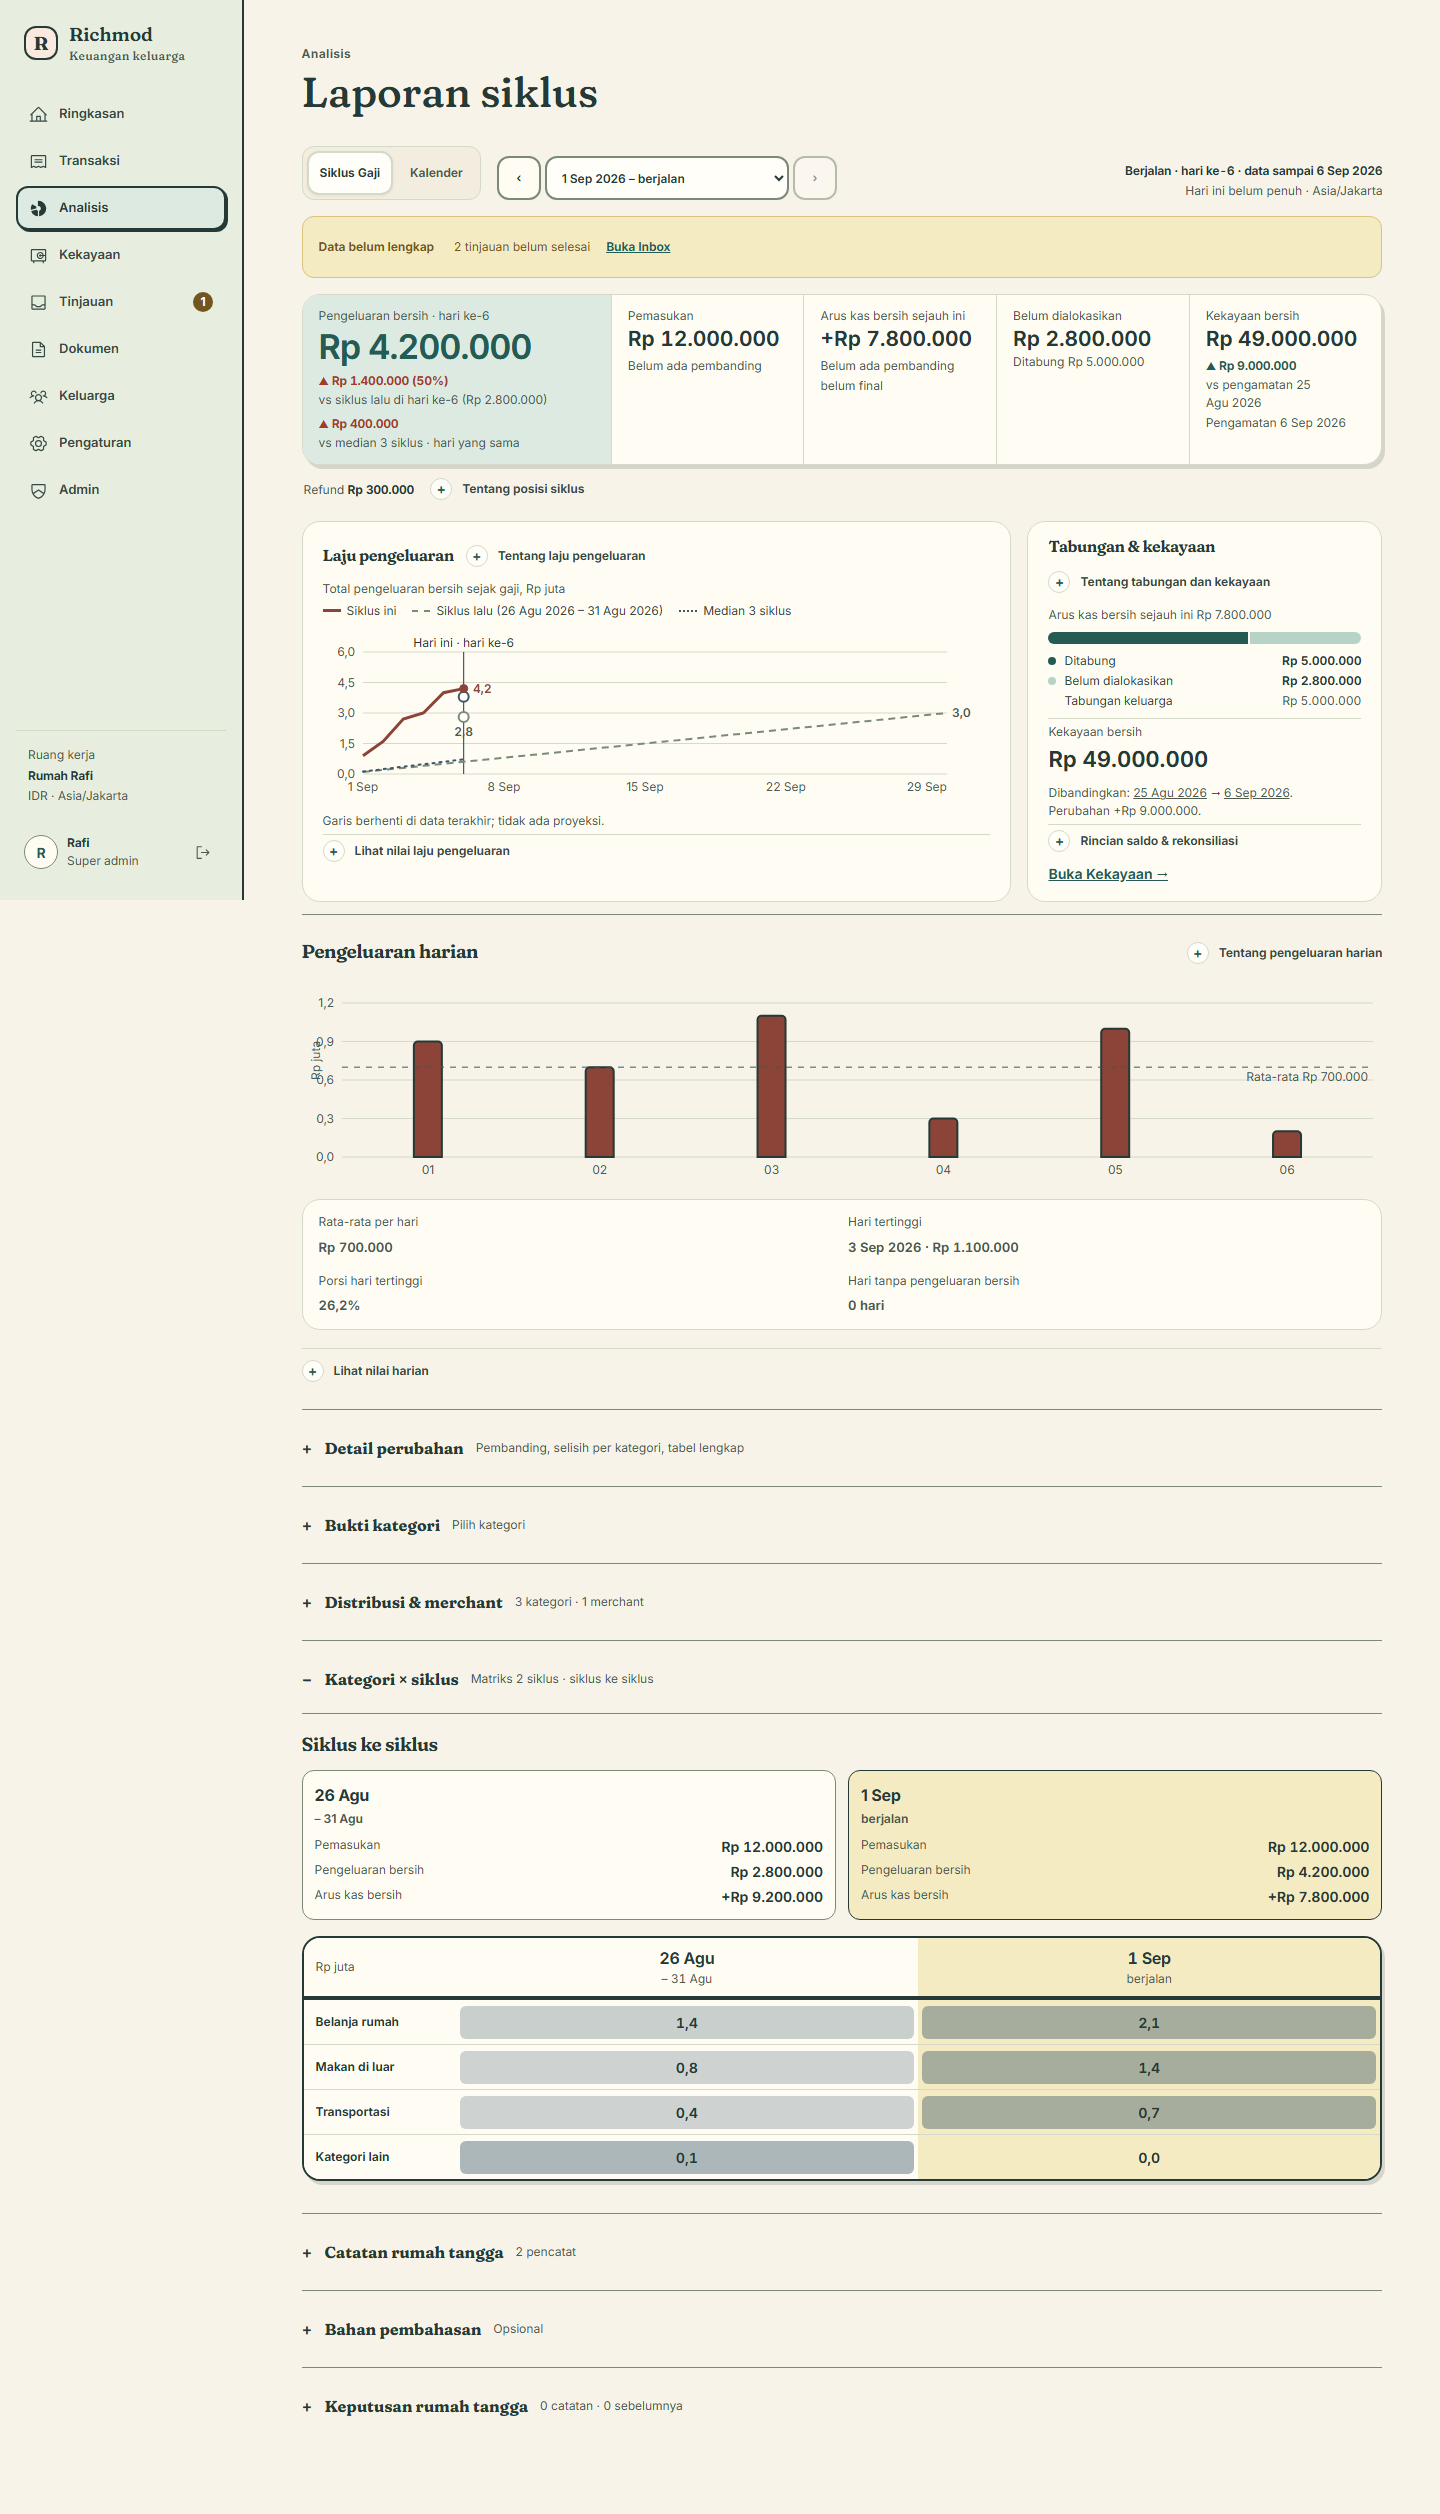 R
Richmod
Keuangan keluarga
Ringkasan
Transaksi
Analisis
Kekayaan
Tinjauan 1
Dokumen
Keluarga
Pengaturan
Admin
Ruang kerja
Rumah Rafi
IDR · Asia/Jakarta
R
Rafi
Super admin
Analisis
Laporan siklus
Siklus Gaji
Kalender
‹
1 Sep 2026 – berjalan
›
Berjalan · hari ke-6 · data sampai 6 Sep 2026
Hari ini belum penuh · Asia/Jakarta
Data belum lengkap 2 tinjauan belum selesai Buka Inbox
Pengeluaran bersih · hari ke-6
Rp 4.200.000
▲ Rp 1.400.000 (50%)
vs siklus lalu di hari ke-6 (Rp 2.800.000)
▲ Rp 400.000
vs median 3 siklus · hari yang sama
Pemasukan
Rp 12.000.000
Belum ada pembanding
Arus kas bersih sejauh ini
+Rp 7.800.000
Belum ada pembanding
belum final
Belum dialokasikan
Rp 2.800.000
Ditabung Rp 5.000.000
Kekayaan bersih
Rp 49.000.000
▲ Rp 9.000.000
vs pengamatan 25
Agu 2026
Pengamatan 6 Sep 2026
Refund Rp 300.000
+ Tentang posisi siklus
Laju pengeluaran
+ Tentang laju pengeluaran
Total pengeluaran bersih sejak gaji, Rp juta
Siklus ini
Siklus lalu (26 Agu 2026 – 31 Agu 2026)
Median 3 siklus
Hari ini · hari ke-6
6,0
4,5
4,2
3,0
3,0
2,8
1,5
0,0
1 Sep
8 Sep
15 Sep
22 Sep
29 Sep
Garis berhenti di data terakhir; tidak ada proyeksi.
+ Lihat nilai laju pengeluaran
Tabungan & kekayaan
+ Tentang tabungan dan kekayaan
Arus kas bersih sejauh ini Rp 7.800.000
Ditabung Rp 5.000.000
Belum dialokasikan Rp 2.800.000
Tabungan keluarga Rp 5.000.000
Kekayaan bersih
Rp 49.000.000
Dibandingkan: 25 Agu 2026 → 6 Sep 2026.
Perubahan +Rp 9.000.000.
+ Rincian saldo & rekonsiliasi
Buka Kekayaan →
Pengeluaran harian
+ Tentang pengeluaran harian
Rp juta
1,2
0,9
0,6
0,3
0,0
Rata-rata Rp 700.000
01
02
03
04
05
06
Rata-rata per hari
Rp 700.000
Hari tertinggi
3 Sep 2026 · Rp 1.100.000
Porsi hari tertinggi
26,2%
Hari tanpa pengeluaran bersih
0 hari
+ Lihat nilai harian
+ Detail perubahan Pembanding, selisih per kategori, tabel lengkap
+ Bukti kategori Pilih kategori
+ Distribusi & merchant 3 kategori · 1 merchant
− Kategori × siklus Matriks 2 siklus · siklus ke siklus
Siklus ke siklus
26 Agu
– 31 Agu
Pemasukan Rp 12.000.000
Pengeluaran bersih Rp 2.800.000
Arus kas bersih +Rp 9.200.000
1 Sep
berjalan
Pemasukan Rp 12.000.000
Pengeluaran bersih Rp 4.200.000
Arus kas bersih +Rp 7.800.000
Rp juta
26 Agu
– 31 Agu
1 Sep
berjalan
Belanja rumah 1,4 2,1
Makan di luar 0,8 1,4
Transportasi 0,4 0,7
Kategori lain 0,1 0,0
+ Catatan rumah tangga 2 pencatat
+ Bahan pembahasan Opsional
+ Keputusan rumah tangga 0 catatan · 0 sebelumnya